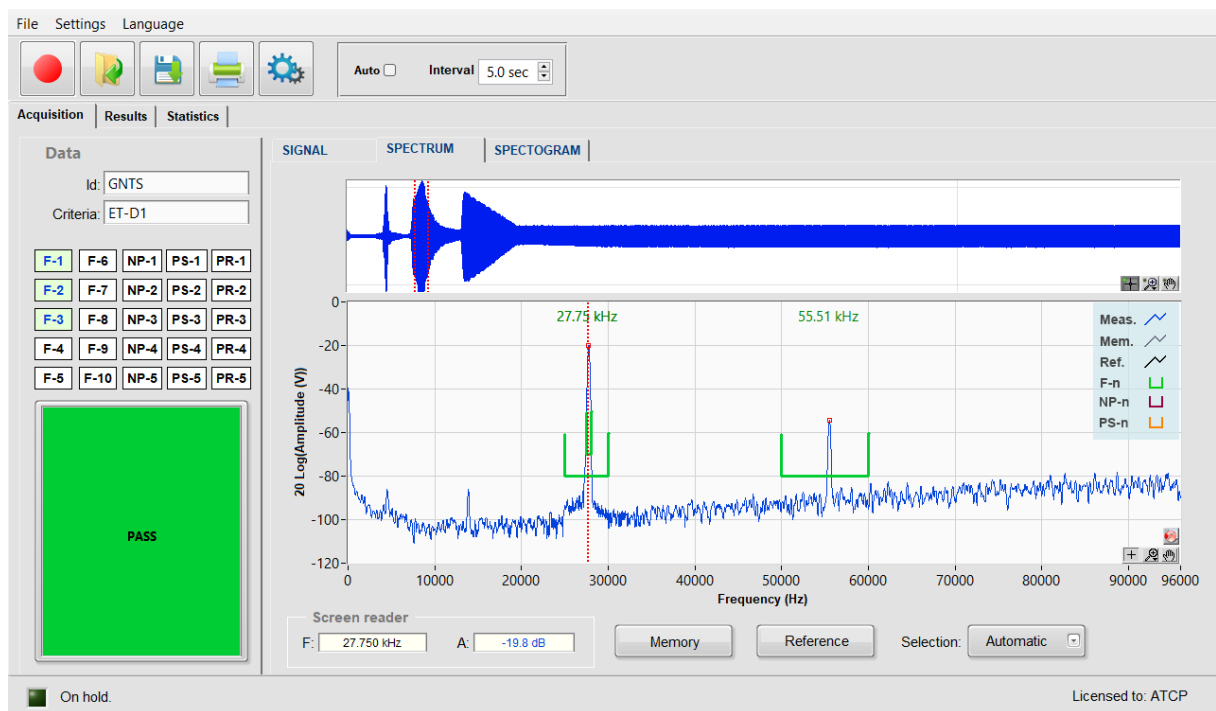 File Settings Language
Auto Interval 5.0 sec
Acquisition Results Statistics
Data
Id: GNTS
Criteria: ET-D1
F-1 F-6 NP-1 PS-1 PR-1
F-2 F-7 NP-2 PS-2 PR-2
F-3 F-8 NP-3 PS-3 PR-3
F-4 F-9 NP-4 PS-4 PR-4
F-5 F-10 NP-5 PS-5 PR-5
PASS
SIGNAL SPECTRUM SPECTOGRAM
27.75 kHz 55.51 kHz
Meas.
Mem.
Ref.
F-n
NP-n
PS-n
20 Log(Amplitude (V))
0
-20
-40
-60
-80
-100
-120
0 10000 20000 30000 40000 50000 60000 70000 80000 90000 96000
Frequency (Hz)
Screen reader
F: 27.750 kHz A: -19.8 dB
Memory Reference Selection: Automatic
On hold. Licensed to: ATCP